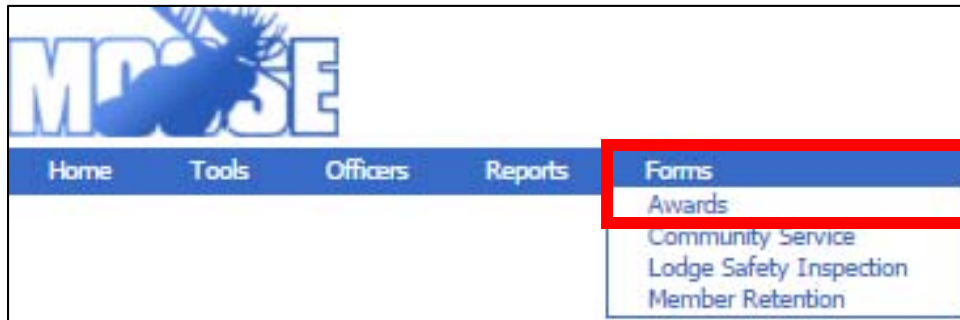 MOOSE
Home Tools Officers Reports Forms
Awards
Community Service
Lodge Safety Inspection
Member Retention